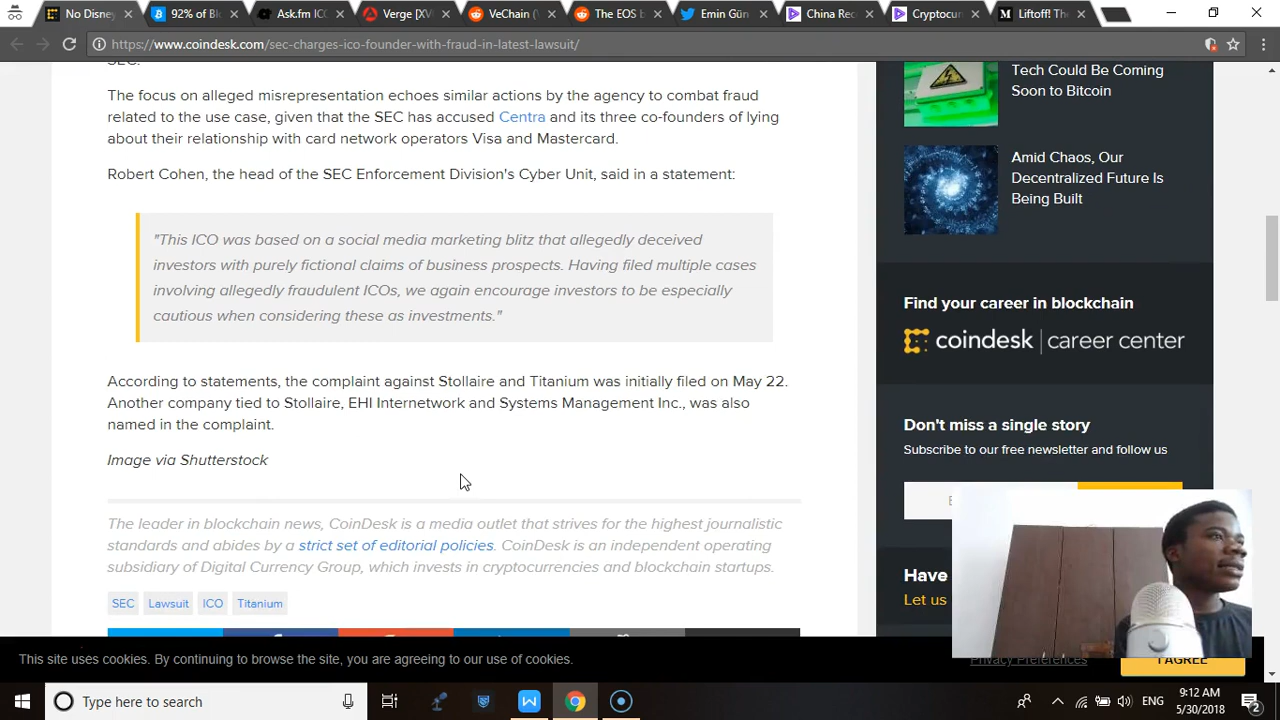 No Disney
92% of B
Ask.fm IC
Verge [XV
VeChain (V
The EOS b
Emin Gün
China Rec
Cryptocur
Liftoff! The
https://www.coindesk.com/sec-charges-ico-founder-with-fraud-in-latest-lawsuit/
SEC.
The focus on alleged misrepresentation echoes similar actions by the agency to combat fraud
related to the use case, given that the SEC has accused Centra and its three co-founders of lying
about their relationship with card network operators Visa and Mastercard.
Robert Cohen, the head of the SEC Enforcement Division's Cyber Unit, said in a statement:
"This ICO was based on a social media marketing blitz that allegedly deceived
investors with purely fictional claims of business prospects. Having filed multiple cases
involving allegedly fraudulent ICOs, we again encourage investors to be especially
cautious when considering these as investments."
According to statements, the complaint against Stollaire and Titanium was initially filed on May 22.
Another company tied to Stollaire, EHI Internetwork and Systems Management Inc., was also
named in the complaint.
Image via Shutterstock
The leader in blockchain news, CoinDesk is a media outlet that strives for the highest journalistic
standards and abides by a strict set of editorial policies. CoinDesk is an independent operating
subsidiary of Digital Currency Group, which invests in cryptocurrencies and blockchain startups.
SEC
Lawsuit
ICO
Titanium
Tech Could Be Coming
Soon to Bitcoin
Amid Chaos, Our
Decentralized Future Is
Being Built
Find your career in blockchain
coindesk | career center
Don't miss a single story
Subscribe to our free newsletter and follow us
Have
Let us
This site uses cookies. By continuing to browse the site, you are agreeing to our use of cookies.
Privacy Preferences
I AGREE
Type here to search
ENG
9:12 AM
5/30/2018
2